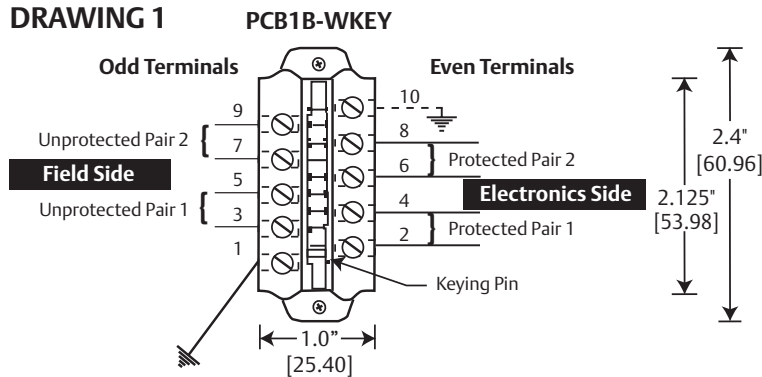 DRAWING 1
PCB1B-WKEY
Odd Terminals
Even Terminals
9
10
Unprotected Pair 2 {
7
8
Field Side
6
} Protected Pair 2
5
Electronics Side
Unprotected Pair 1 {
3
4
2
} Protected Pair 1
1
Keying Pin
2.4"
[60.96]
2.125"
[53.98]
1.0”
[25.40]